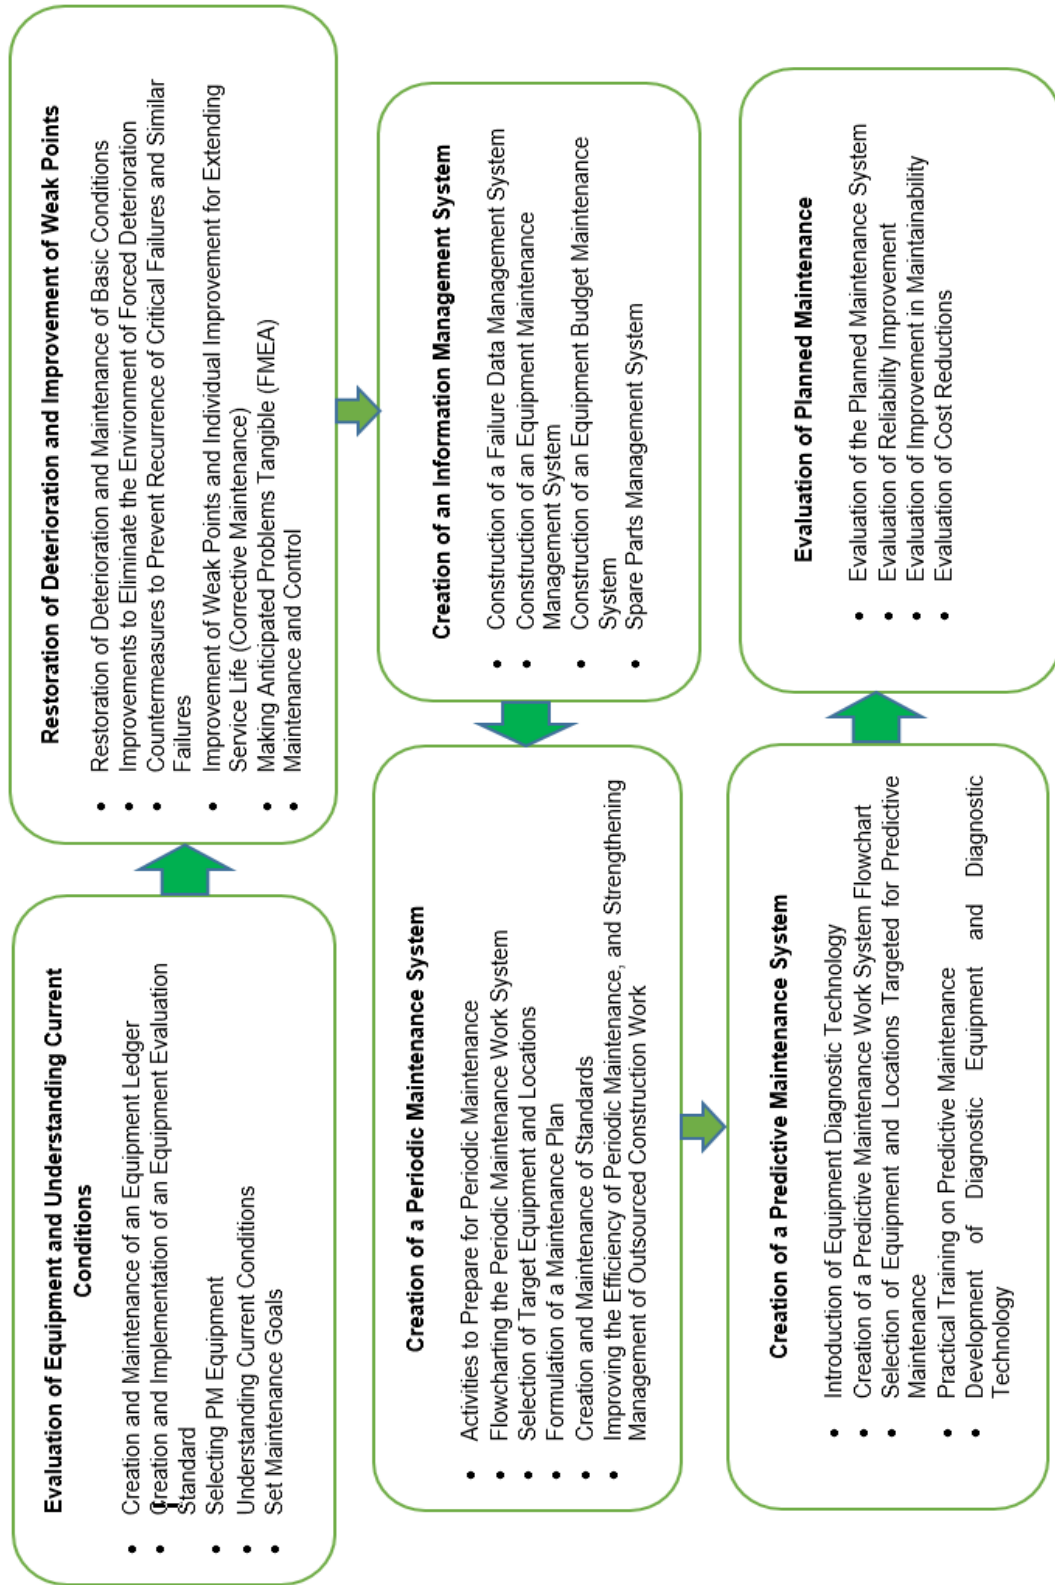 Evaluation of Equipment and Understanding Current
Conditions
• Creation and Maintenance of an Equipment Ledger
• Creation and Implementation of an Equipment Evaluation
Standard
• Selecting PM Equipment
• Understanding Current Conditions
• Set Maintenance Goals
Restoration of Deterioration and Improvement of Weak Points
• Restoration of Deterioration and Maintenance of Basic Conditions
• Improvements to Eliminate the Environment of Forced Deterioration
• Countermeasures to Prevent Recurrence of Critical Failures and Similar
Failures
• Improvement of Weak Points and Individual Improvement for Extending
Service Life (Corrective Maintenance)
• Making Anticipated Problems Tangible (FMEA)
• Maintenance and Control
Creation of an Information Management System
• Construction of a Failure Data Management System
• Construction of an Equipment Maintenance
Management System
• Construction of an Equipment Budget Maintenance
System
• Spare Parts Management System
Creation of a Periodic Maintenance System
• Activities to Prepare for Periodic Maintenance
• Flowcharting the Periodic Maintenance Work System
• Selection of Target Equipment and Locations
• Formulation of a Maintenance Plan
• Creation and Maintenance of Standards
• Improving the Efficiency of Periodic Maintenance, and Strengthening
Management of Outsourced Construction Work
Creation of a Predictive Maintenance System
• Introduction of Equipment Diagnostic Technology
• Creation of a Predictive Maintenance Work System Flowchart
• Selection of Equipment and Locations Targeted for Predictive
Maintenance
• Practical Training on Predictive Maintenance
• Development of Diagnostic Equipment and Diagnostic
Technology
Evaluation of Planned Maintenance
• Evaluation of the Planned Maintenance System
• Evaluation of Reliability Improvement
• Evaluation of Improvement in Maintainability
• Evaluation of Cost Reductions